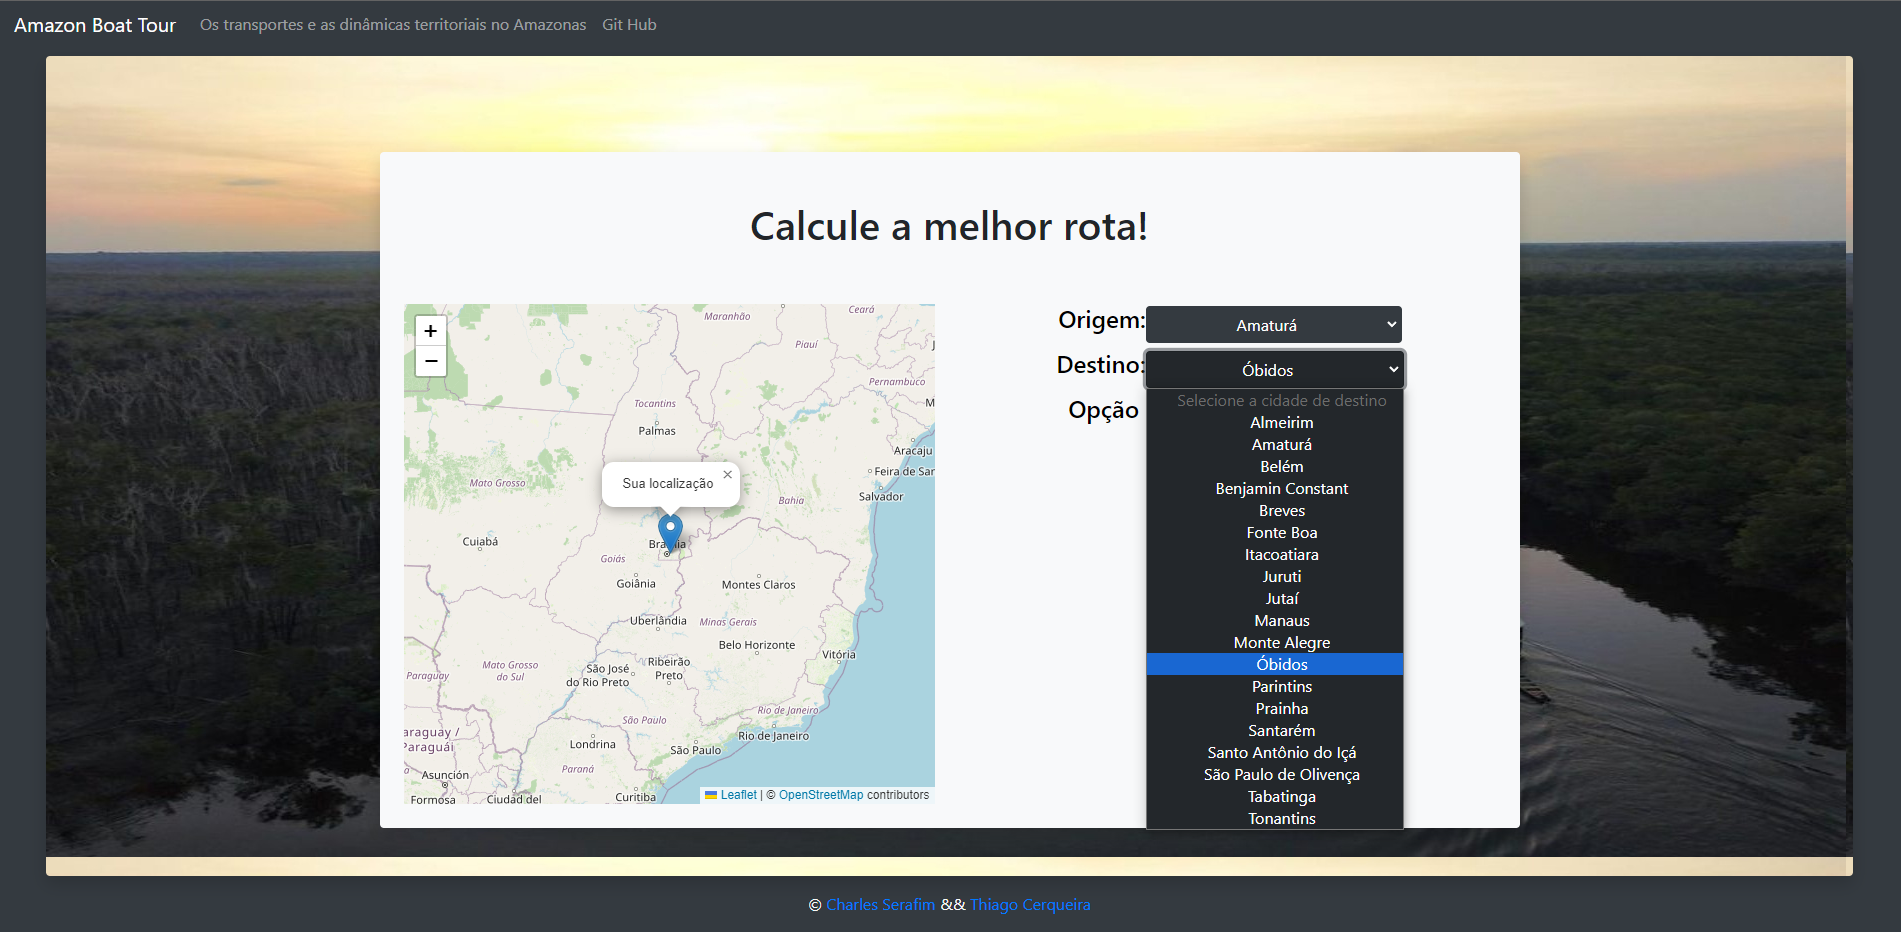 Amazon Boat Tour Os transportes e as dinâmicas territoriais no Amazonas Git Hub
Calcule a melhor rota!
+
−
Maranhão
Ceará
Piauí
Pernambuco
Tocantins
Palmas
Aracaju
Feira de San
Mato Grosso
Sua localização ×
Bahia
Salvador
Cuiabá
Goiás
Goiânia
Montes Claros
Uberlândia
Minas Gerais
Belo Horizonte
Vitória
Mato Grosso
do Sul
São José
do Rio Preto
Ribeirão
Preto
Paraguay
São Paulo
Rio de Janeiro
Rio de Janeiro
araguay /
Paraguái
Londrina
São Paulo
Paraná
Asunción
Formosa
Ciudad del
Curitiba
Leaflet | © OpenStreetMap contributors
Origem: Amaturá
Destino: Óbidos
Opção
Selecione a cidade de destino
Almeirim
Amaturá
Belém
Benjamin Constant
Breves
Fonte Boa
Itacoatiara
Juruti
Jutaí
Manaus
Monte Alegre
Óbidos
Parintins
Prainha
Santarém
Santo Antônio do Içá
São Paulo de Olivença
Tabatinga
Tonantins
© Charles Serafim && Thiago Cerqueira